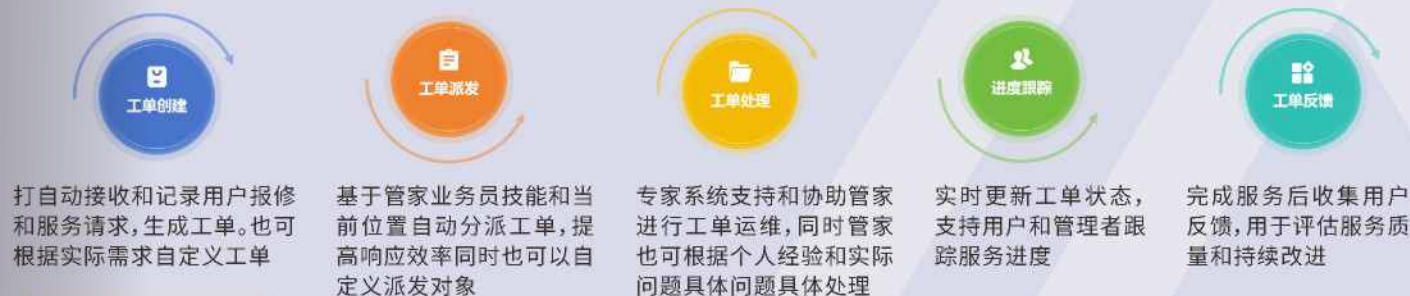 工单创建
打自动接收和记录用户报修
和服务请求,生成工单。也可
根据实际需求自定义工单
工单派发
基于管家业务员技能和当
前位置自动分派工单,提
高响应效率同时也可以自
定义派发对象
工单处理
专家系统支持和协助管家
进行工单运维,同时管家
也可根据个人经验和实际
问题具体问题具体处理
进度跟踪
实时更新工单状态,
支持用户和管理者跟
踪服务进度
工单反馈
完成服务后收集用户
反馈,用于评估服务质
量和持续改进